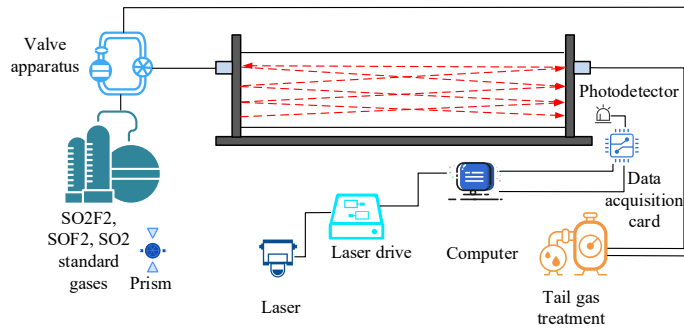 Valve
apparatus
Photodetector
SO2F2,
SOF2, SO2
standard
gases
Prism
Laser
Laser drive
Computer
Data
acquisition
card
Tail gas
treatment